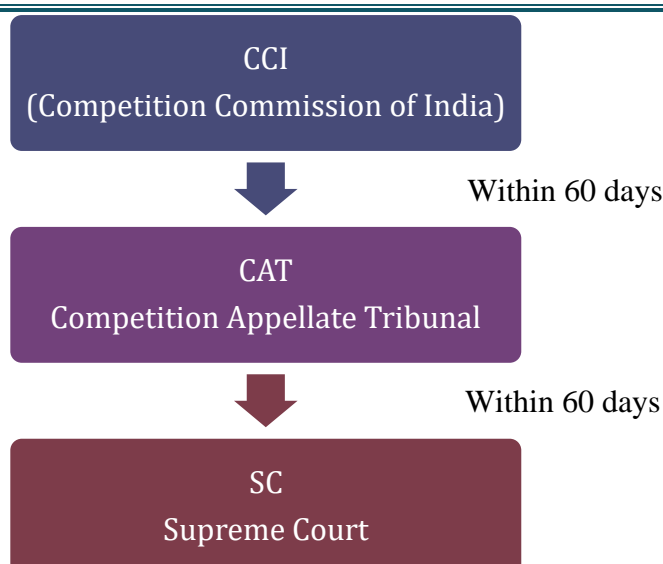 CCI
(Competition Commission of India)
Within 60 days
CAT
Competition Appellate Tribunal
Within 60 days
SC
Supreme Court